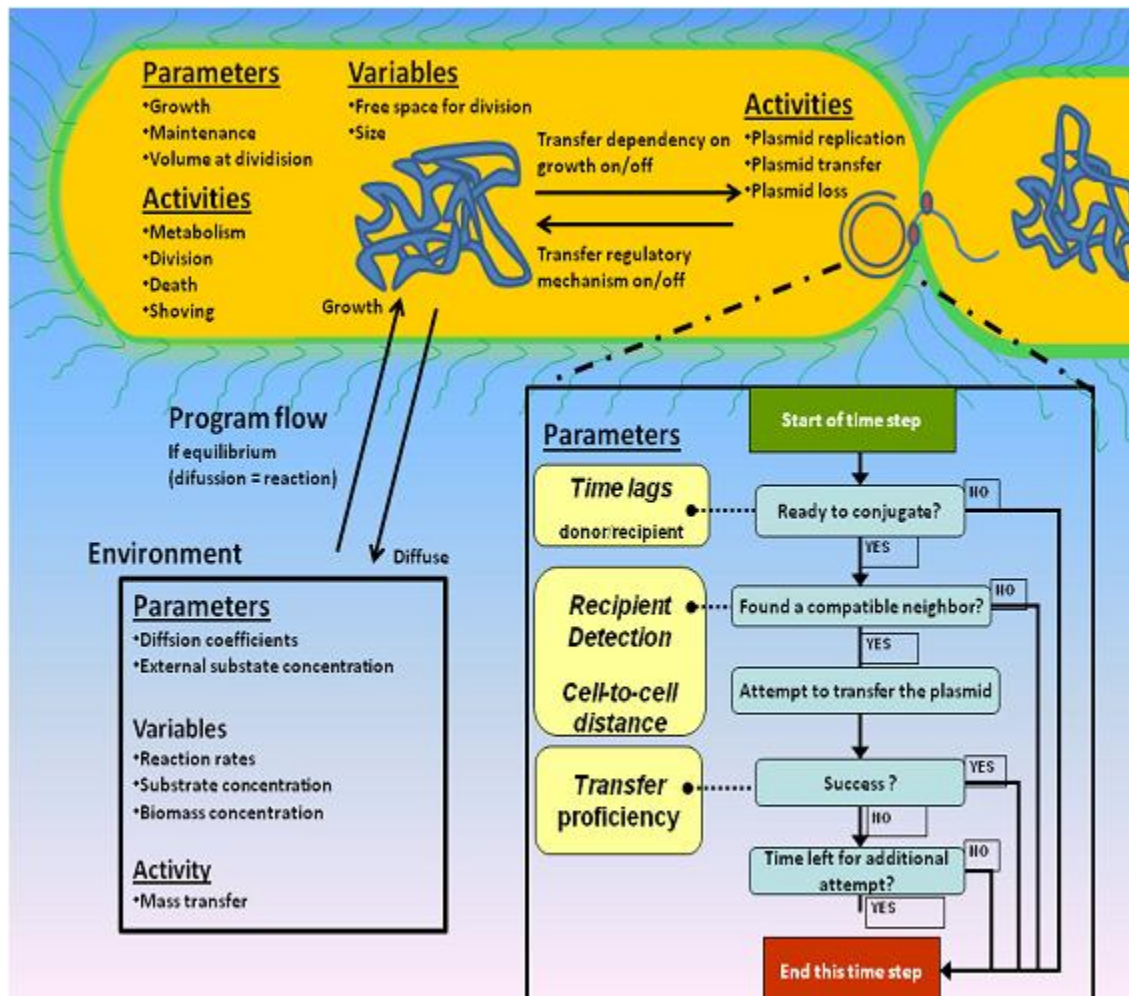 Parameters
•Growth
•Maintenance
•Volume at dividision
Activities
•Metabolism
•Division
•Death
•Shoving
Variables
•Free space for division
•Size
Transfer dependency on
growth on/off
Transfer regulatory
mechanism on/off
Activities
•Plasmid replication
•Plasmid transfer
•Plasmid loss
Growth
Program flow
If equilibrium
(difussion = reaction)
Diffuse
Environment
Parameters
•Diffsion coefficients
•External substate concentration
Variables
•Reaction rates
•Substrate concentration
•Biomass concentration
Activity
•Mass transfer
Parameters
Time lags
donor/recipient
Recipient
Detection
Cell-to-cell
distance
Transfer
proficiency
Start of time step
Ready to conjugate?
NO
YES
Found a compatible neighbor?
NO
YES
Attempt to transfer the plasmid
Success ?
YES
NO
Time left for additional
attempt?
NO
YES
End this time step